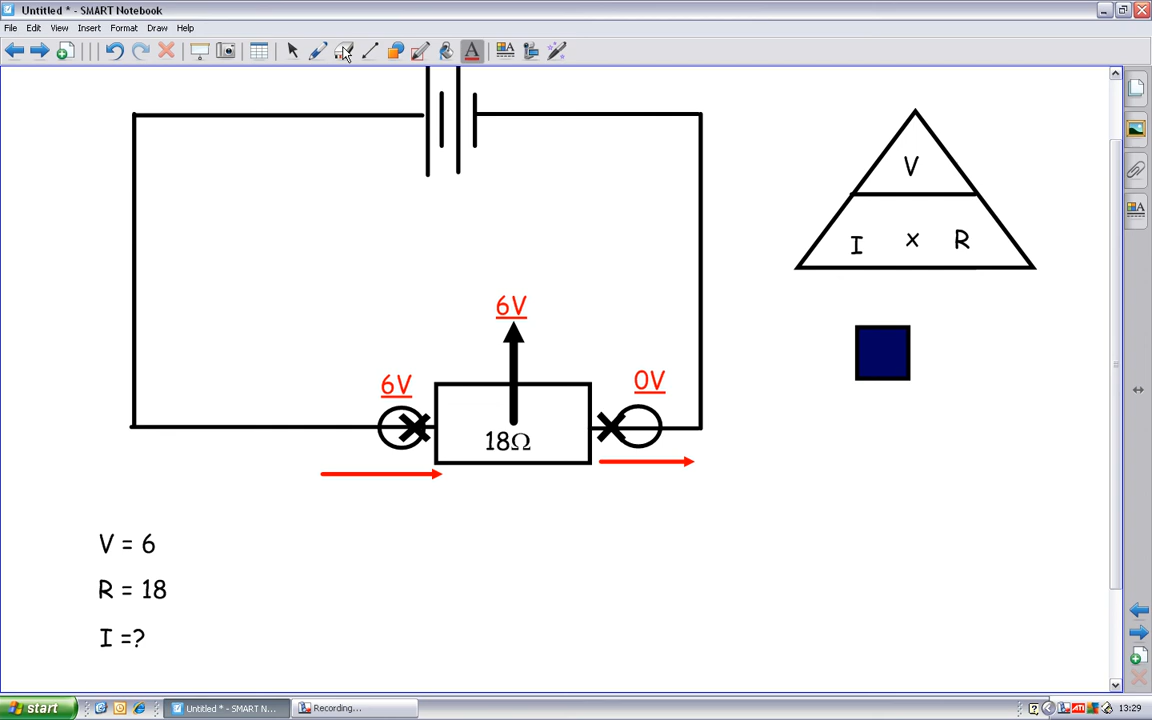 Untitled * - SMART Notebook
File Edit View Insert Format Draw Help
V
I x R
6V
6V
0V
18Ω
V = 6
R = 18
I =?
start
Untitled * - SMART N...
Recording...
ATI
13:29